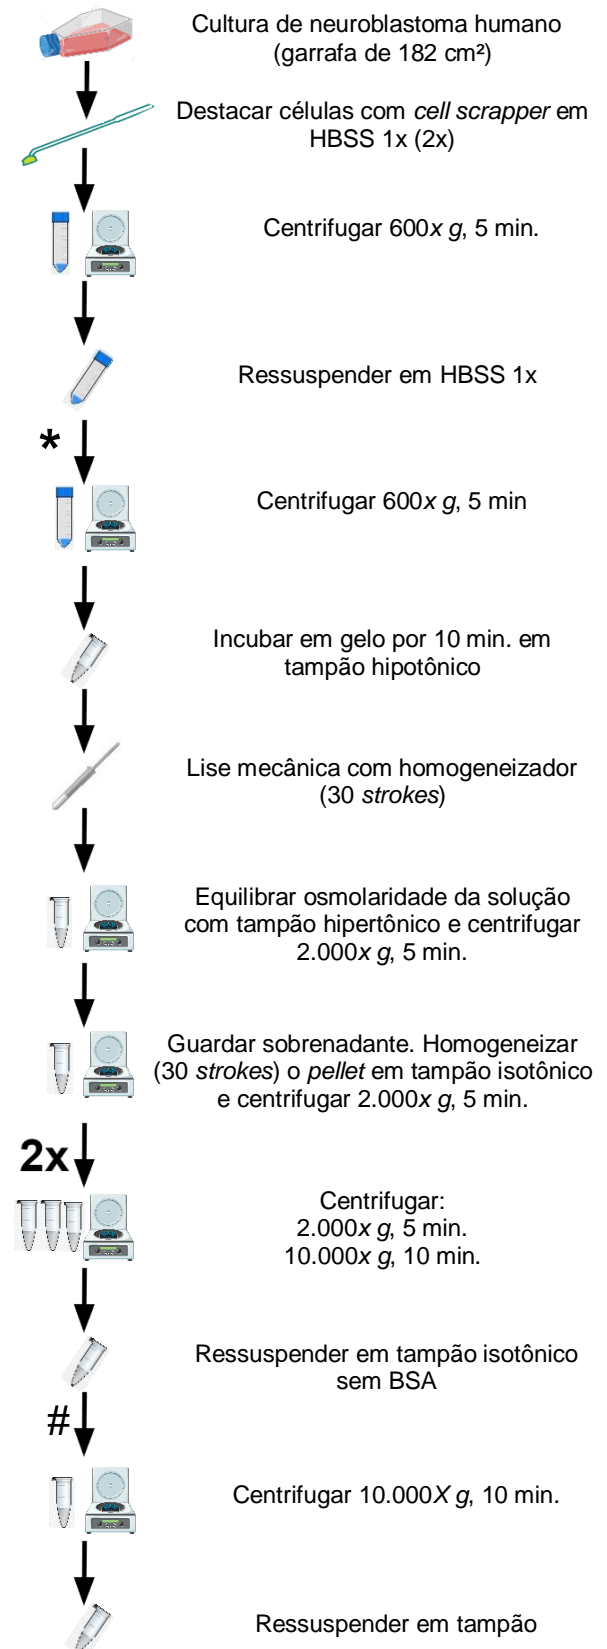 Cultura de neuroblastoma humano
(garrafa de 182 cm²)
Destacar células com cell scrapper em
HBSS 1x (2x)
Centrifugar 600x g, 5 min.
Ressuspender em HBSS 1x
*
Centrifugar 600x g, 5 min
Incubar em gelo por 10 min. em
tampão hipotônico
Lise mecânica com homogeneizador
(30 strokes)
Equilibrar osmolaridade da solução
com tampão hipertônico e centrifugar
2.000x g, 5 min.
Guardar sobrenadante. Homogeneizar
(30 strokes) o pellet em tampão isotônico
e centrifugar 2.000x g, 5 min.
2x
Centrifugar:
2.000x g, 5 min.
10.000x g, 10 min.
Ressuspender em tampão isotônico
sem BSA
#
Centrifugar 10.000X g, 10 min.
Ressuspender em tampão